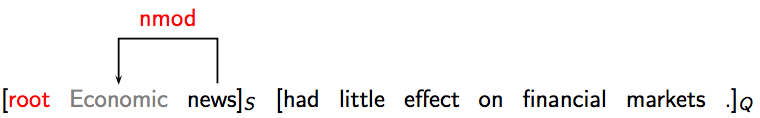 nmod
[root Economic news]S [had little effect on financial markets .]Q